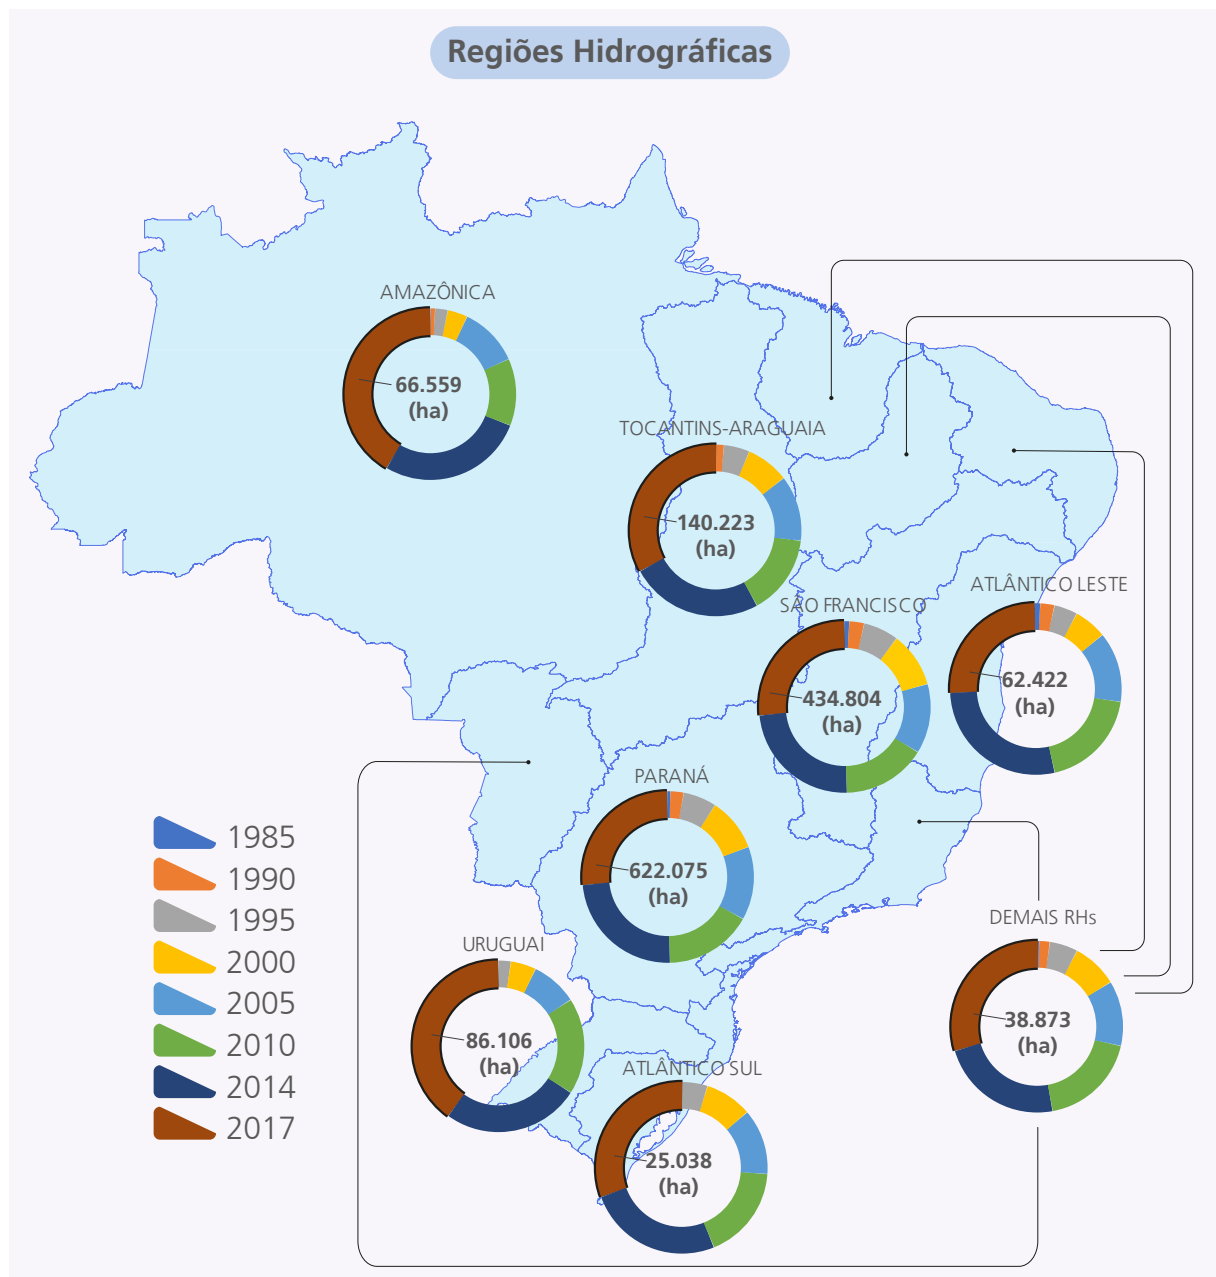 Regiões Hidrográficas
AMAZÔNICA
66.559
(ha)
TOCANTINS-ARAGUAIA
140.223
(ha)
ATLÂNTICO LESTE
62.422
(ha)
SÃO FRANCISCO
434.804
(ha)
PARANÁ
622.075
(ha)
1985
1990
1995
2000
2005
2010
2014
2017
DEMAIS RHs
38.873
(ha)
URUGUAI
86.106
(ha)
ATLÂNTICO SUL
25.038
(ha)